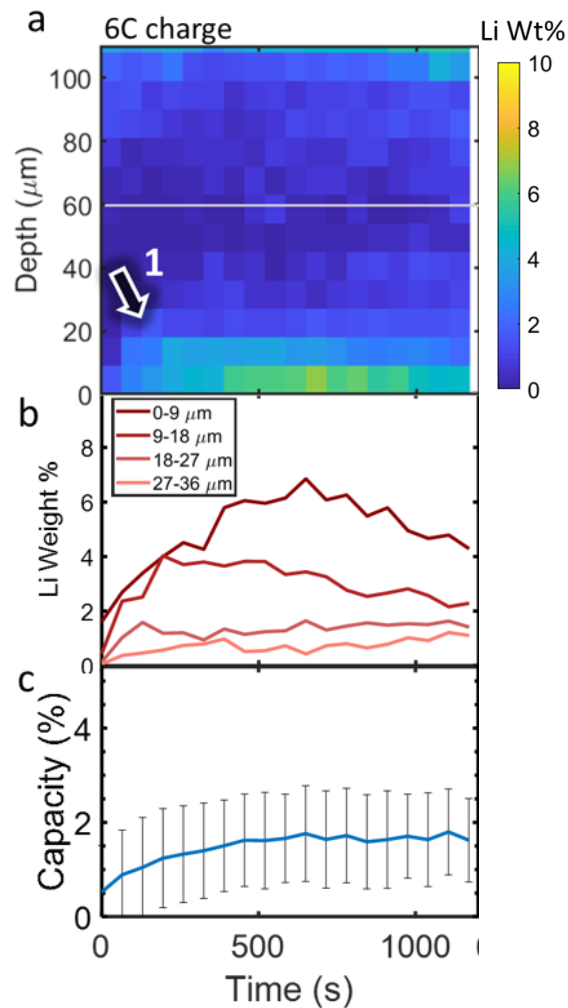 a
6C charge
Li Wt%
10
8
6
4
2
0
100
80
60
40
20
0
Depth (μm)
1
b
0-9 μm
9-18 μm
18-27 μm
27-36 μm
8
6
4
2
0
Li Weight %
c
4
2
0
Capacity (%)
0
500
1000
Time (s)